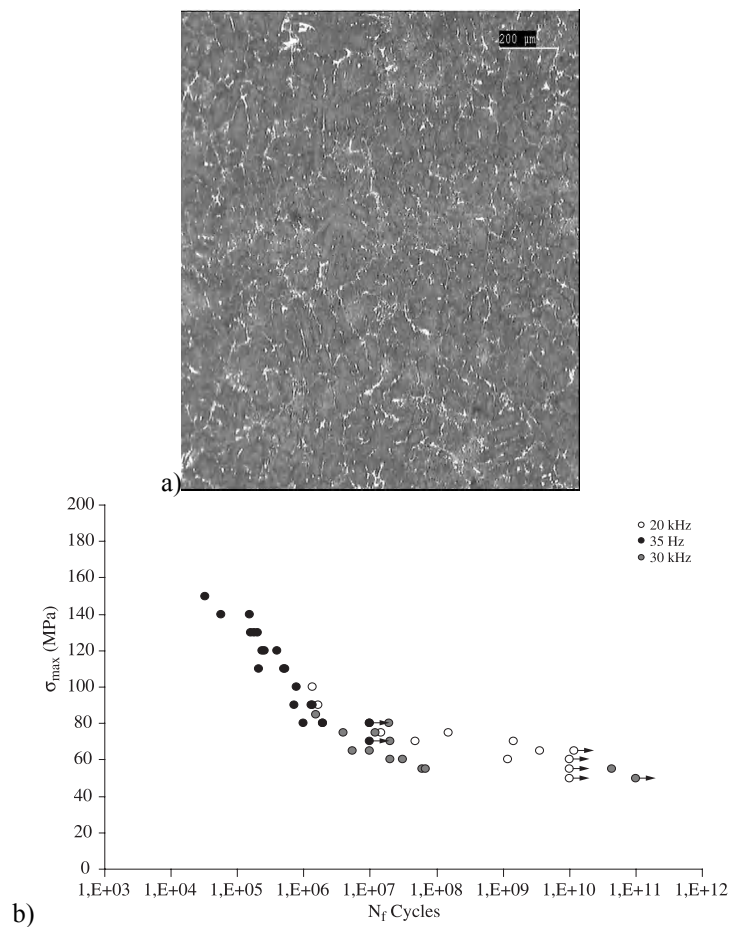 200 µm
a)
200
180
160
140
120
100
80
60
40
20
0
σmax (MPa)
20 kHz
35 Hz
30 kHz
1,E+03 1,E+04 1,E+05 1,E+06 1,E+07 1,E+08 1,E+09 1,E+10 1,E+11 1,E+12
Nf Cycles
b)